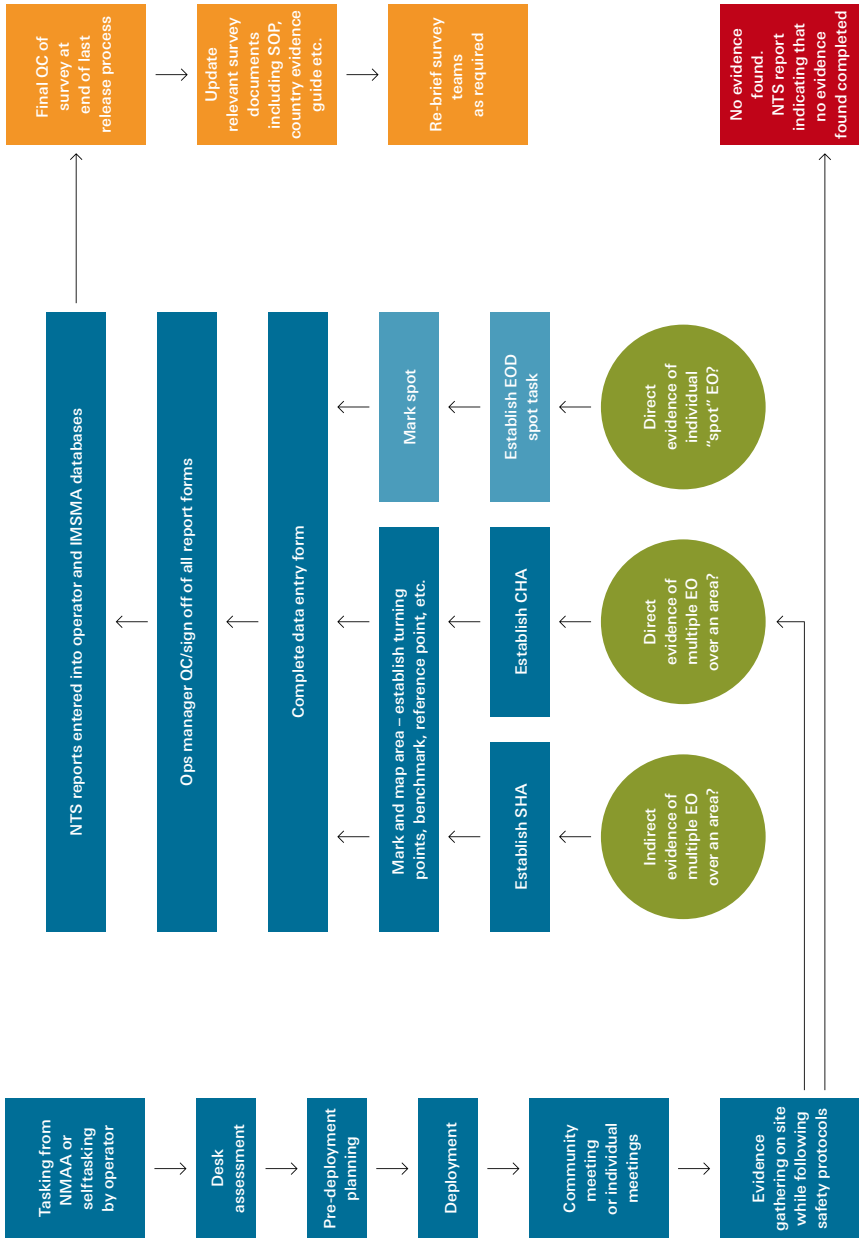 Tasking from
NMAA or
selftasking
by operator
Desk
assessment
Pre-deployment
planning
Deployment
Community
meeting
or individual
meetings
Evidence
gathering on site
while following
safety protocols
Indirect
evidence of
multiple EO
over an area?
Direct
evidence of
multiple EO
over an area?
Direct
evidence of
individual
“spot” EO?
Establish SHA
Establish CHA
Establish EOD
spot task
Mark and map area – establish turning
points, benchmark, reference point, etc.
Mark spot
Complete data entry form
Ops manager QC/sign off of all report forms
NTS reports entered into operator and IMSMA databases
Final QC of
survey at
end of last
release process
Update
relevant survey
documents
including SOP,
country evidence
guide etc.
Re-brief survey
teams
as required
No evidence
found.
NTS report
indicating that
no evidence
found completed